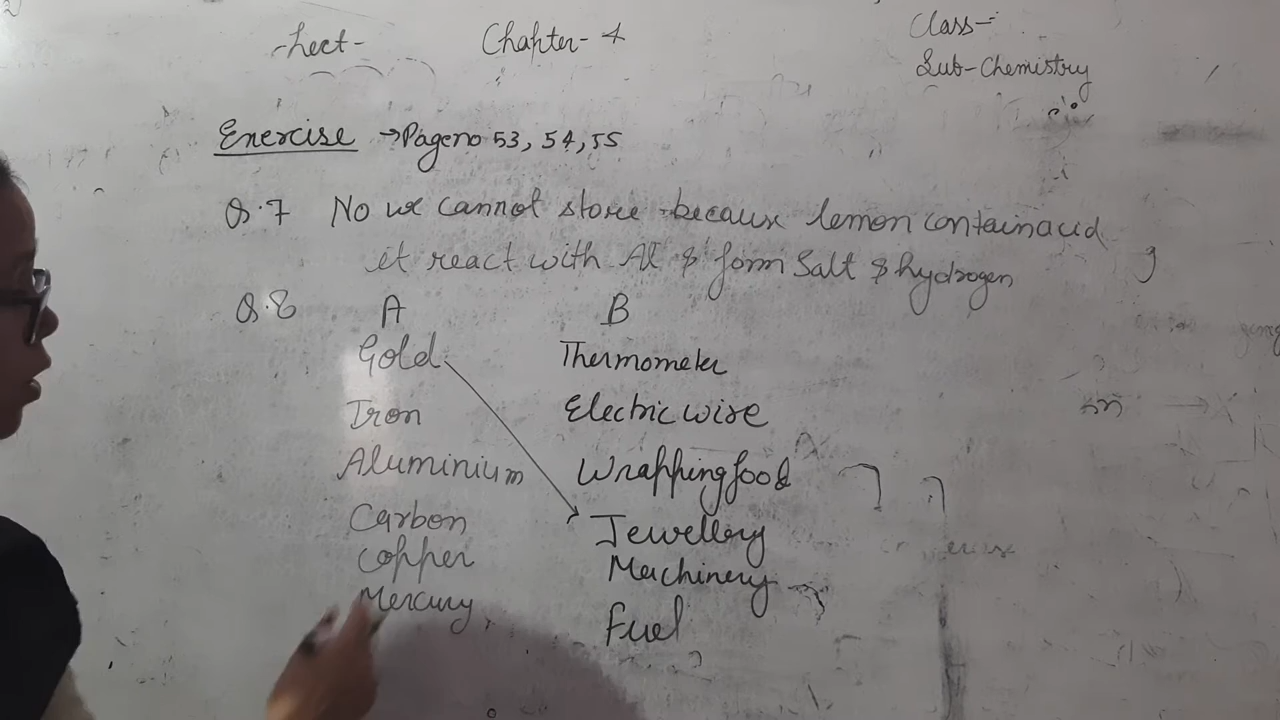 -Lect-
Chapter-4
Class-
Sub-Chemistry
Exercise → Page no 53, 54, 55
Q.7 No we cannot store because lemon contain acid
it react with Al & form Salt & hydrogen
Q.8 A B
Gold Thermometer
Iron Electric wire
Aluminium Wrapping food
Carbon Jewellery
Copper Machinery
Mercury Fuel